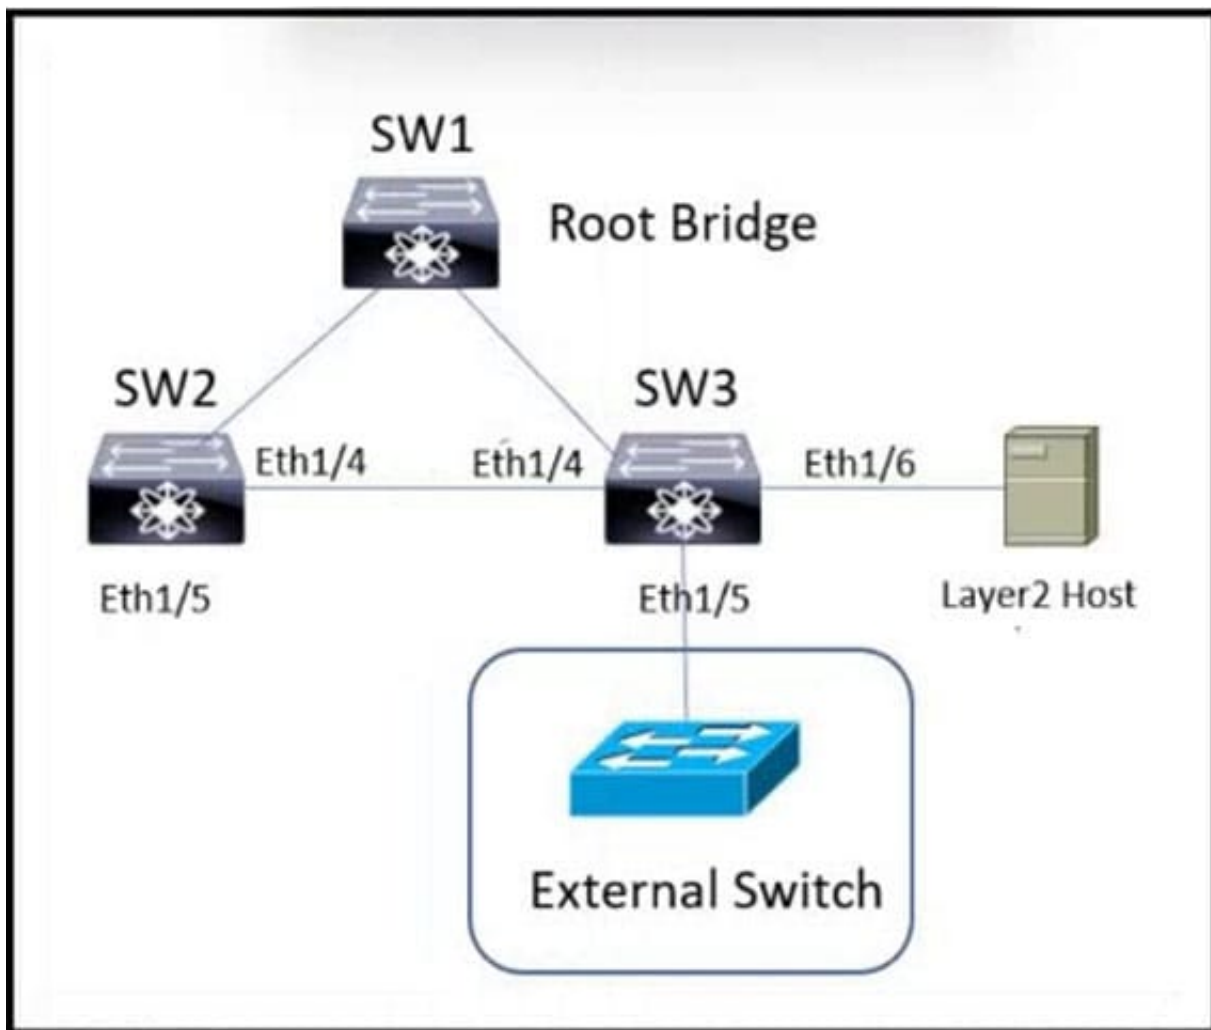 SW1
Root Bridge
SW2
SW3
Eth1/4
Eth1/4
Eth1/6
Eth1/5
Eth1/5
Layer2 Host
External Switch